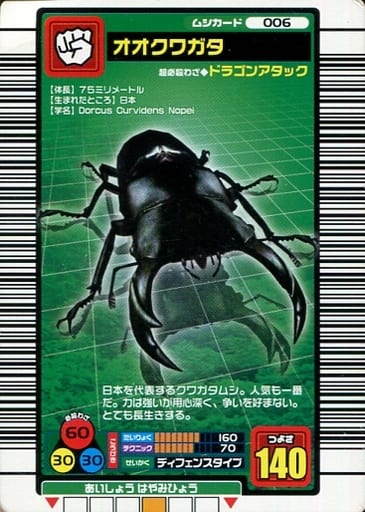 ムシカード 006
オオクワガタ
超必殺わざ◆ドラゴンアタック
【体長】75ミリメートル
【生まれたところ】日本
【学名】Dorcus Curvidens Nopei
日本を代表するクワガタムシ。人気も一番
だ。力は強いが用心深く、争いを好まない。
とても長生きする。
必殺わざ
60
30
30
たいりょく 160
テクニック 70
せいかく ディフェンスタイプ
つよさ
140
あいしょう はやみひょう